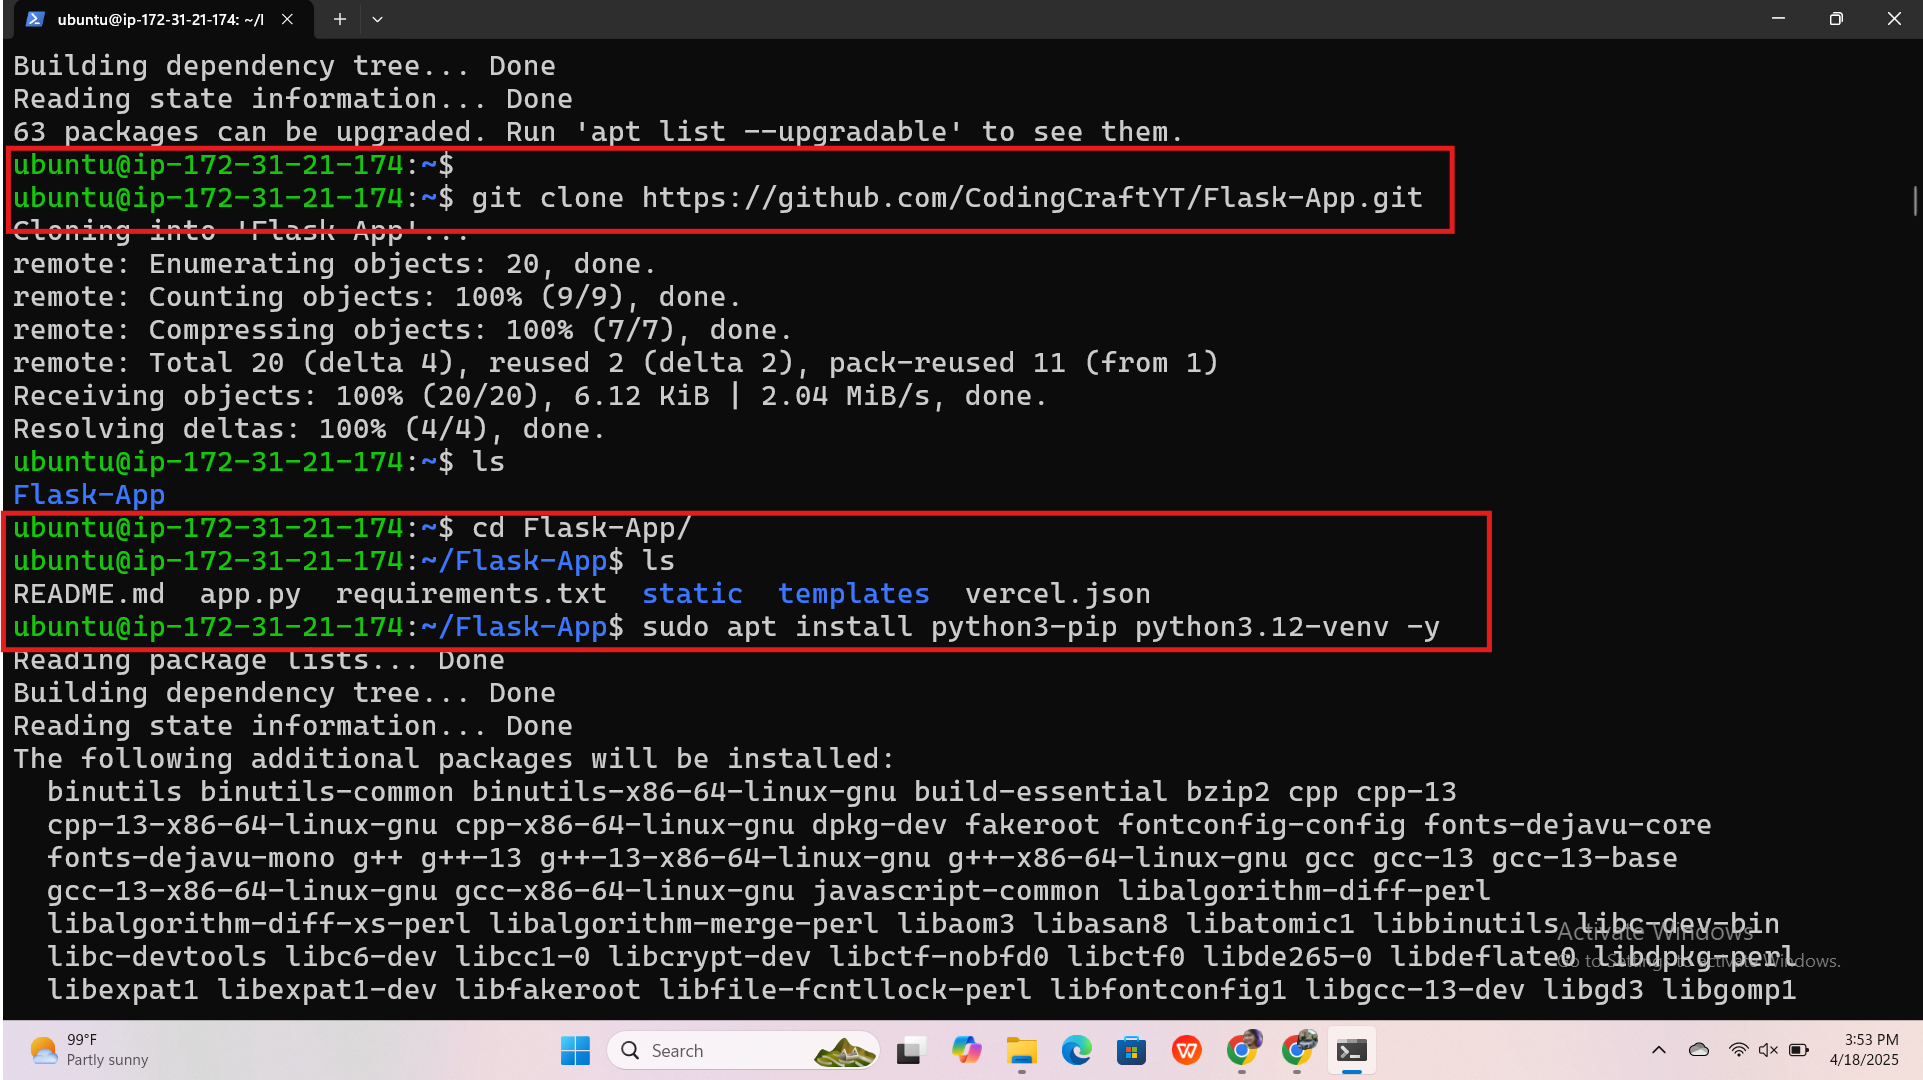 ubuntu@ip-172-31-21-174: ~/l
Building dependency tree... Done
Reading state information... Done
63 packages can be upgraded. Run 'apt list --upgradable' to see them.
ubuntu@ip-172-31-21-174:~$
ubuntu@ip-172-31-21-174:~$ git clone https://github.com/CodingCraftYT/Flask-App.git
Cloning into 'Flask-App'...
remote: Enumerating objects: 20, done.
remote: Counting objects: 100% (9/9), done.
remote: Compressing objects: 100% (7/7), done.
remote: Total 20 (delta 4), reused 2 (delta 2), pack-reused 11 (from 1)
Receiving objects: 100% (20/20), 6.12 KiB | 2.04 MiB/s, done.
Resolving deltas: 100% (4/4), done.
ubuntu@ip-172-31-21-174:~$ ls
Flask-App
ubuntu@ip-172-31-21-174:~$ cd Flask-App/
ubuntu@ip-172-31-21-174:~/Flask-App$ ls
README.md  app.py  requirements.txt  static  templates  vercel.json
ubuntu@ip-172-31-21-174:~/Flask-App$ sudo apt install python3-pip python3.12-venv -y
Reading package lists... Done
Building dependency tree... Done
Reading state information... Done
The following additional packages will be installed:
  binutils binutils-common binutils-x86-64-linux-gnu build-essential bzip2 cpp cpp-13
  cpp-13-x86-64-linux-gnu cpp-x86-64-linux-gnu dpkg-dev fakeroot fontconfig-config fonts-dejavu-core
  fonts-dejavu-mono g++ g++-13 g++-13-x86-64-linux-gnu g++-x86-64-linux-gnu gcc gcc-13 gcc-13-base
  gcc-13-x86-64-linux-gnu gcc-x86-64-linux-gnu javascript-common libalgorithm-diff-perl
  libalgorithm-diff-xs-perl libalgorithm-merge-perl libaom3 libasan8 libatomic1 libbinutils libc-dev-bin
  libc-devtools libc6-dev libcc1-0 libcrypt-dev libctf-nobfd0 libctf0 libde265-0 libdeflate0 libdpkg-perl
  libexpat1 libexpat1-dev libfakeroot libfile-fcntllock-perl libfontconfig1 libgcc-13-dev libgd3 libgomp1
Activate Windows
Go to Settings to activate Windows.
99°F
Partly sunny
Search
3:53 PM
4/18/2025